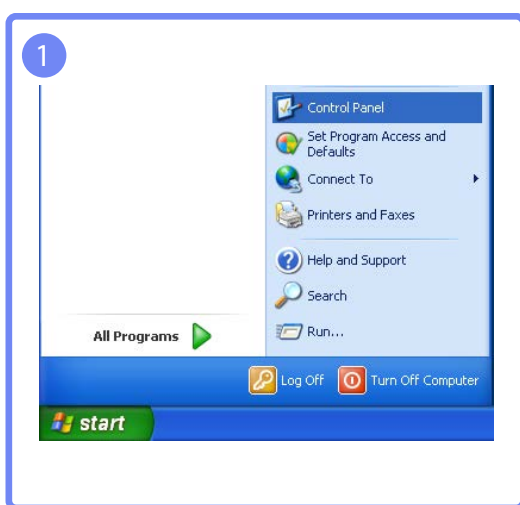 1
Control Panel
Set Program Access and
Defaults
Connect To
Printers and Faxes
Help and Support
Search
All Programs
Run...
Log Off
Turn Off Computer
start